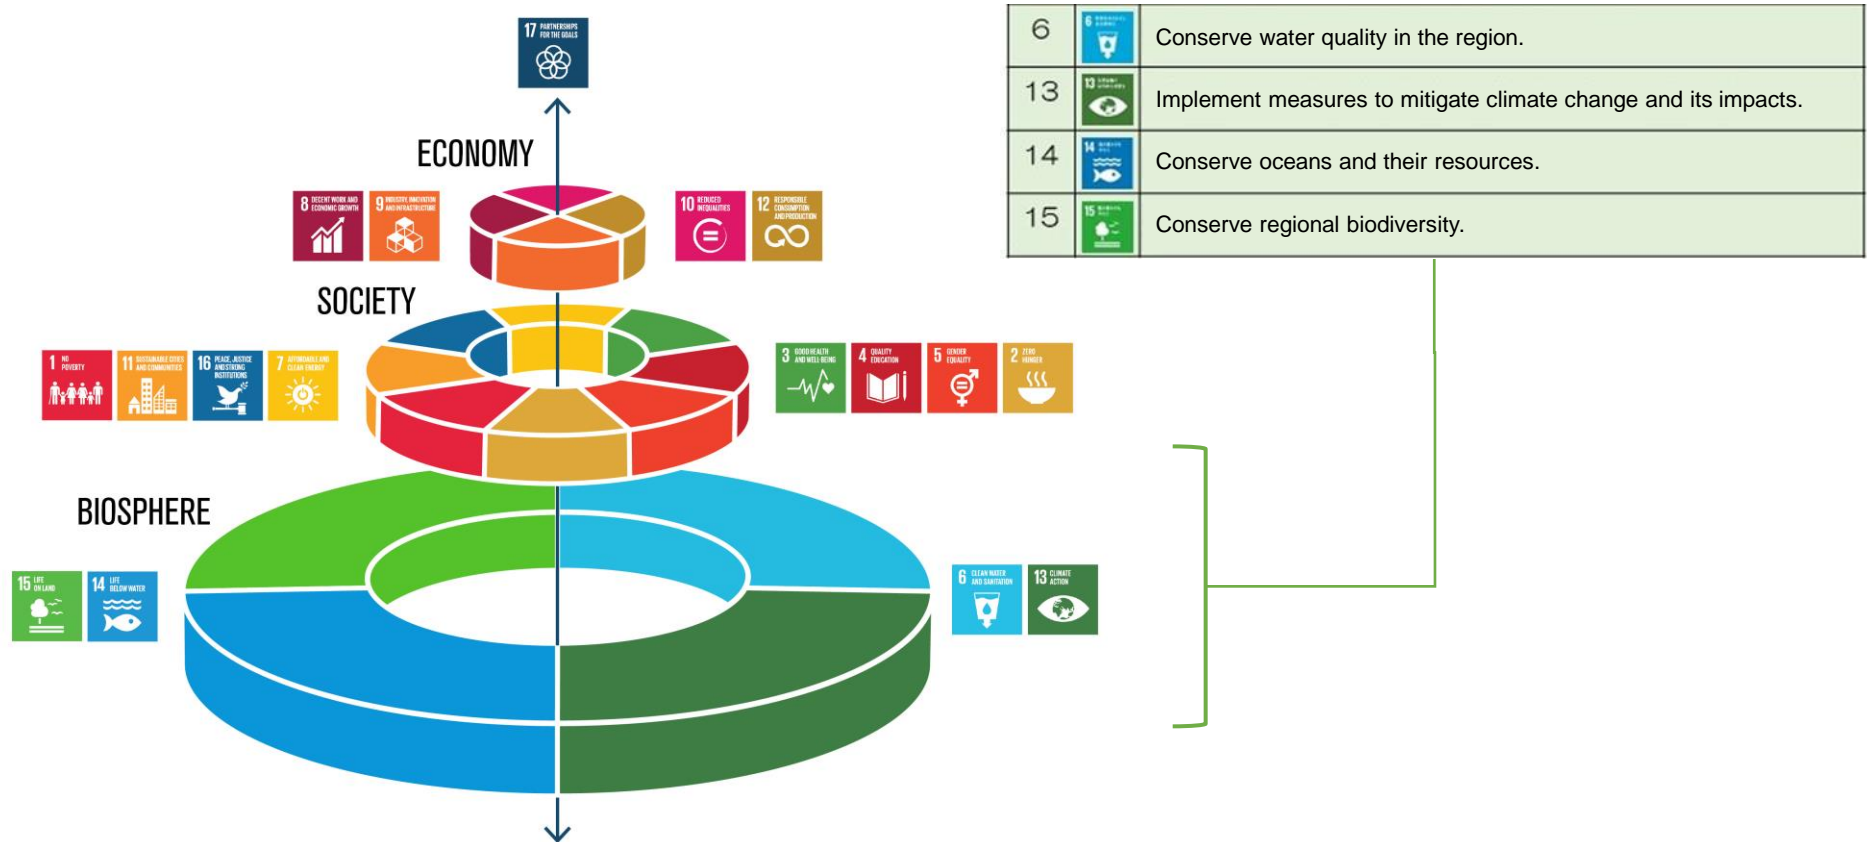 17 PARTNERSHIPS
FOR THE GOALS
ECONOMY
8 DECENT WORK AND
ECONOMIC GROWTH
9 INDUSTRY, INNOVATION
AND INFRASTRUCTURE
10 REDUCED
INEQUALITIES
12 RESPONSIBLE
CONSUMPTION
AND PRODUCTION
SOCIETY
1 NO
POVERTY
11 SUSTAINABLE CITIES
AND COMMUNITIES
16 PEACE, JUSTICE
AND STRONG
INSTITUTIONS
7 AFFORDABLE AND
CLEAN ENERGY
3 GOOD HEALTH
AND WELL-BEING
4 QUALITY
EDUCATION
5 GENDER
EQUALITY
2 ZERO
HUNGER
BIOSPHERE
15 LIFE
ON LAND
14 LIFE
BELOW WATER
6 CLEAN WATER
AND SANITATION
13 CLIMATE
ACTION
6 6 Conserve water quality in the region.
13 13 Implement measures to mitigate climate change and its impacts.
14 14 Conserve oceans and their resources.
15 15 Conserve regional biodiversity.